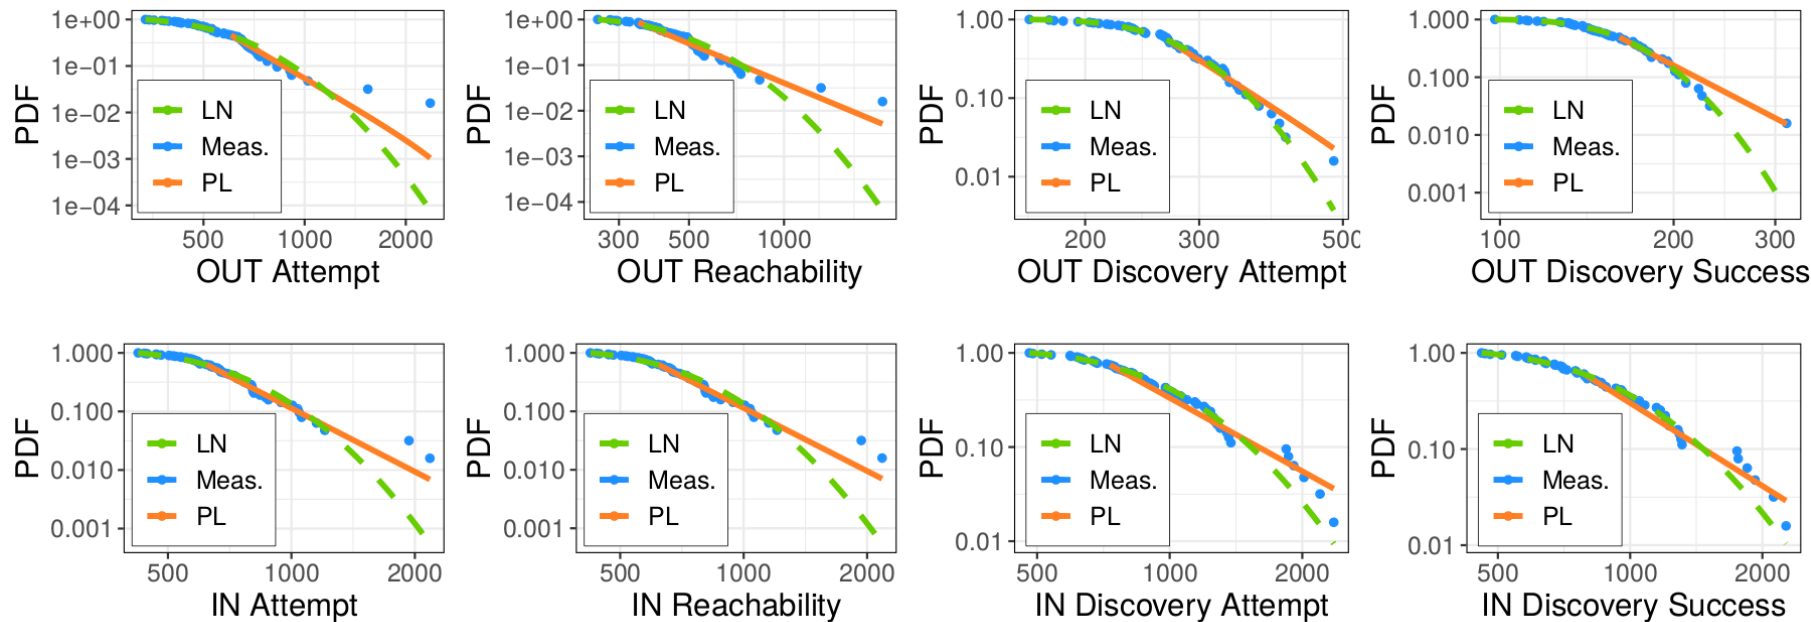 PDF
1e+00
1e−01
1e−02
1e−03
1e−04
LN
Meas.
PL
500 1000 2000
OUT Attempt
PDF
1e+00
1e−01
1e−02
1e−03
1e−04
LN
Meas.
PL
300 500 1000
OUT Reachability
PDF
1.00
0.10
0.01
LN
Meas.
PL
200 300 500
OUT Discovery Attempt
PDF
1.000
0.100
0.010
0.001
LN
Meas.
PL
100 200 300
OUT Discovery Success
PDF
1.000
0.100
0.010
0.001
LN
Meas.
PL
500 1000 2000
IN Attempt
PDF
1.000
0.100
0.010
0.001
LN
Meas.
PL
500 1000 2000
IN Reachability
PDF
1.00
0.10
0.01
LN
Meas.
PL
500 1000 2000
IN Discovery Attempt
PDF
1.00
0.10
0.01
LN
Meas.
PL
500 1000 2000
IN Discovery Success